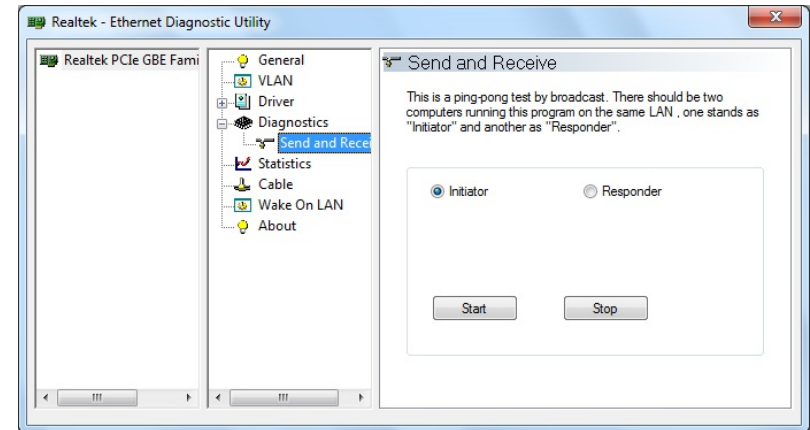 Realtek - Ethernet Diagnostic Utility
Realtek PCIe GBE Fami
General
VLAN
Driver
Diagnostics
Send and Recei
Statistics
Cable
Wake On LAN
About
Send and Receive
This is a ping-pong test by broadcast. There should be two
computers running this program on the same LAN , one stands as
"Initiator" and another as "Responder".
Initiator
Responder
Start
Stop